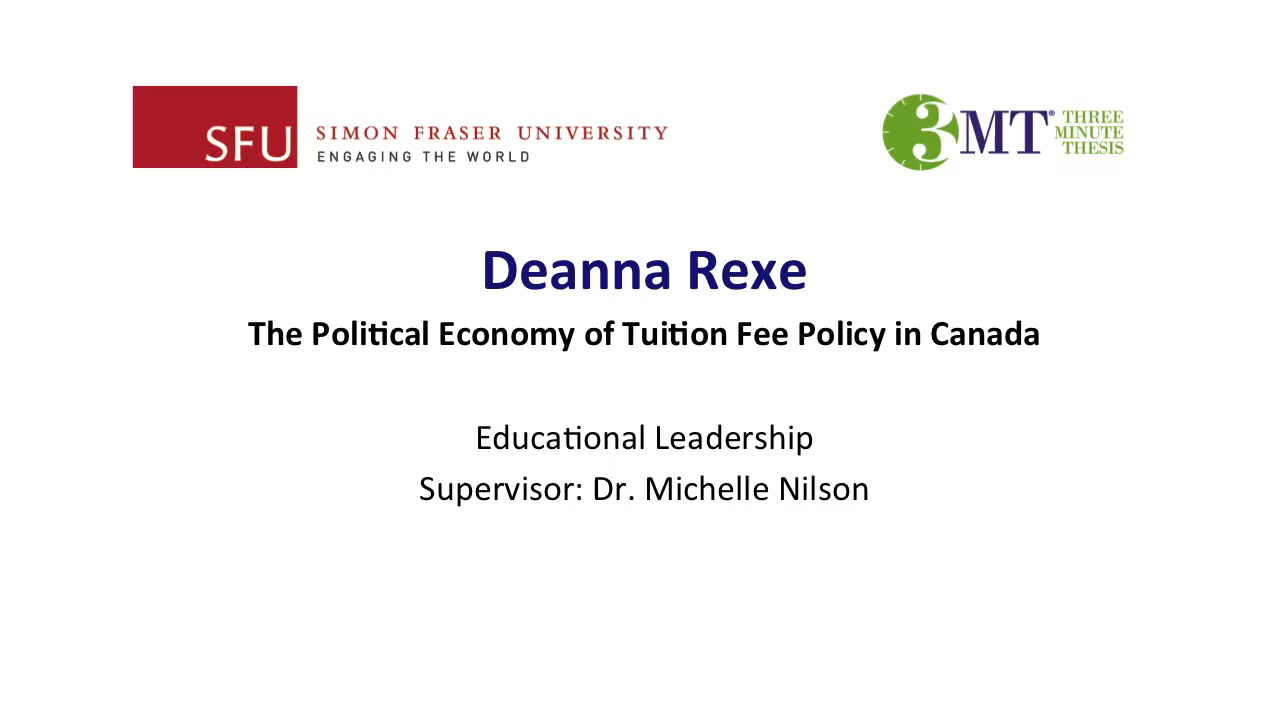 SFU
SIMON FRASER UNIVERSITY
ENGAGING THE WORLD
3MT® THREE MINUTE THESIS
Deanna Rexe
The Political Economy of Tuition Fee Policy in Canada
Educational Leadership
Supervisor: Dr. Michelle Nilson